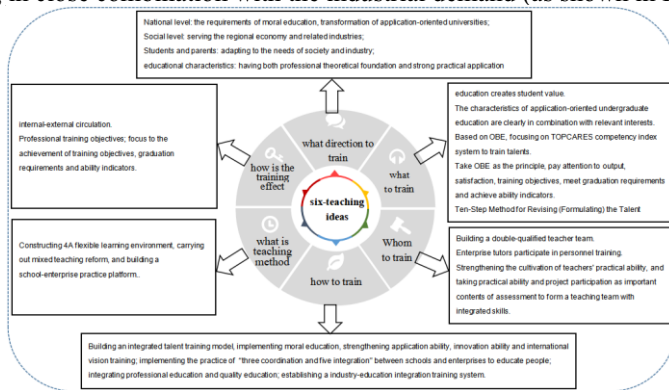 g in close combination with the industrial demand (as shown in
National level: the requirements of moral education, transformation of application-oriented universities;
Social level: serving the regional economy and related industries;
Students and parents: adapting to the needs of society and industry;
educational characteristics: having both professional theoretical foundation and strong practical application
Internal-external circulation.
Professional training objectives; focus to the
achievement of training objectives, graduation
requirements and ability indicators.
what direction to
train
how is the
training effect
what
to train
education creates student value.
The characteristics of application-oriented undergraduate
education are clearly in combination with relevant interests.
Based on OBE, focusing on TOPCARES competency index
system to train talents.
Take OBE as the principle, pay attention to output,
satisfaction, training objectives, meet graduation requirements
and achieve ability indicators.
Ten-Step Method for Revising (Formulating) the Talent
six-teaching
ideas
Constructing 4A flexible learning environment, carrying
out mixed teaching reform, and building a
school-enterprise practice platform..
what is
teaching
method
how to train
Whom
to train
Building a double-qualified teacher team.
Enterprise tutors participate in personnel training.
Strengthening the cultivation of teachers' practical ability, and
taking practical ability and project participation as important
contents of assessment to form a teaching team with
integrated skills.
Building an integrated talent training model, implementing moral education, strengthening application ability, innovation ability and international
vision training; implementing the practice of "three coordination and five integration" between schools and enterprises to educate people;
integrating professional education and quality education; establishing a industry-education integration training system.